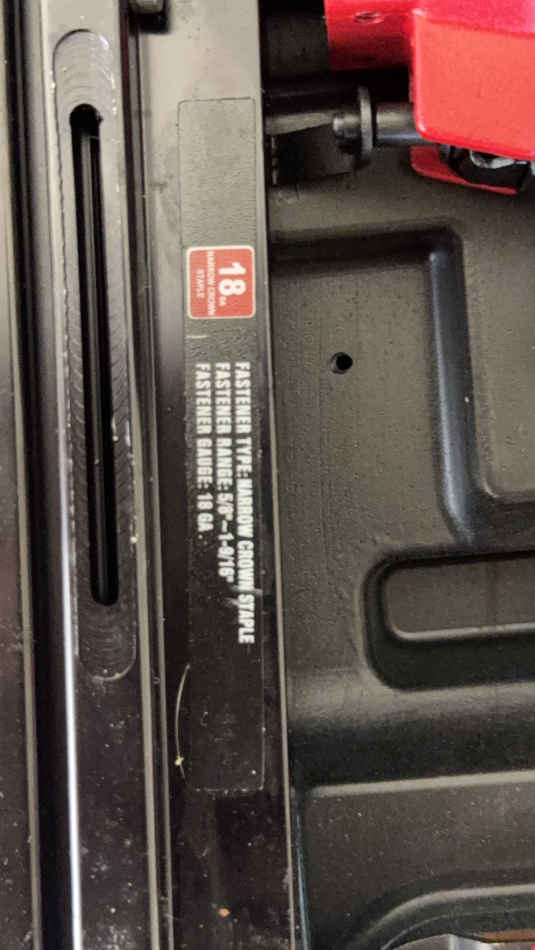 18 GA
NARROW CROWN
STAPLE
FASTENER TYPE: NARROW CROWN STAPLE
FASTENER RANGE: 5/8"~1-9/16"
FASTENER GAUGE: 18 GA.